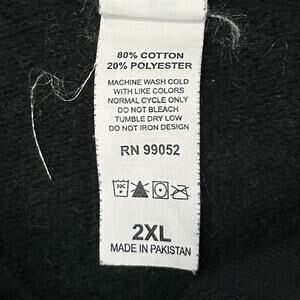 80% COTTON
20% POLYESTER
MACHINE WASH COLD
WITH LIKE COLORS
NORMAL CYCLE ONLY
DO NOT BLEACH
TUMBLE DRY LOW
DO NOT IRON DESIGN
RN 99052
30C
2XL
MADE IN PAKISTAN